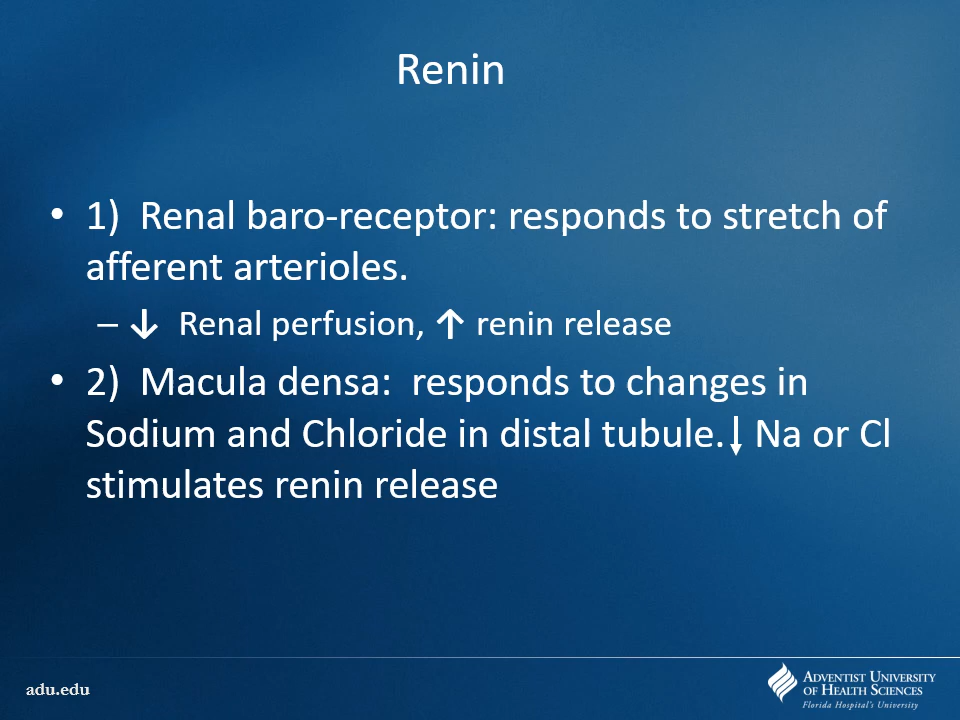 Renin
• 1)  Renal baro-receptor: responds to stretch of
afferent arterioles.
– ↓  Renal perfusion, ↑ renin release
• 2)  Macula densa:  responds to changes in
Sodium and Chloride in distal tubule.↓ Na or Cl
stimulates renin release
adu.edu
ADVENTIST UNIVERSITY
OF HEALTH SCIENCES
Florida Hospital's University